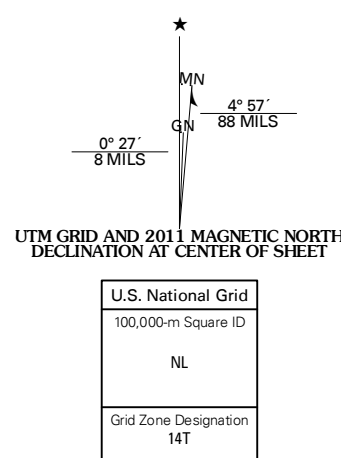 MN
GN
4° 57´
88 MILS
0° 27´
8 MILS
UTM GRID AND 2011 MAGNETIC NORTH
DECLINATION AT CENTER OF SHEET
U.S. National Grid
100,000-m Square ID
NL
Grid Zone Designation
14T